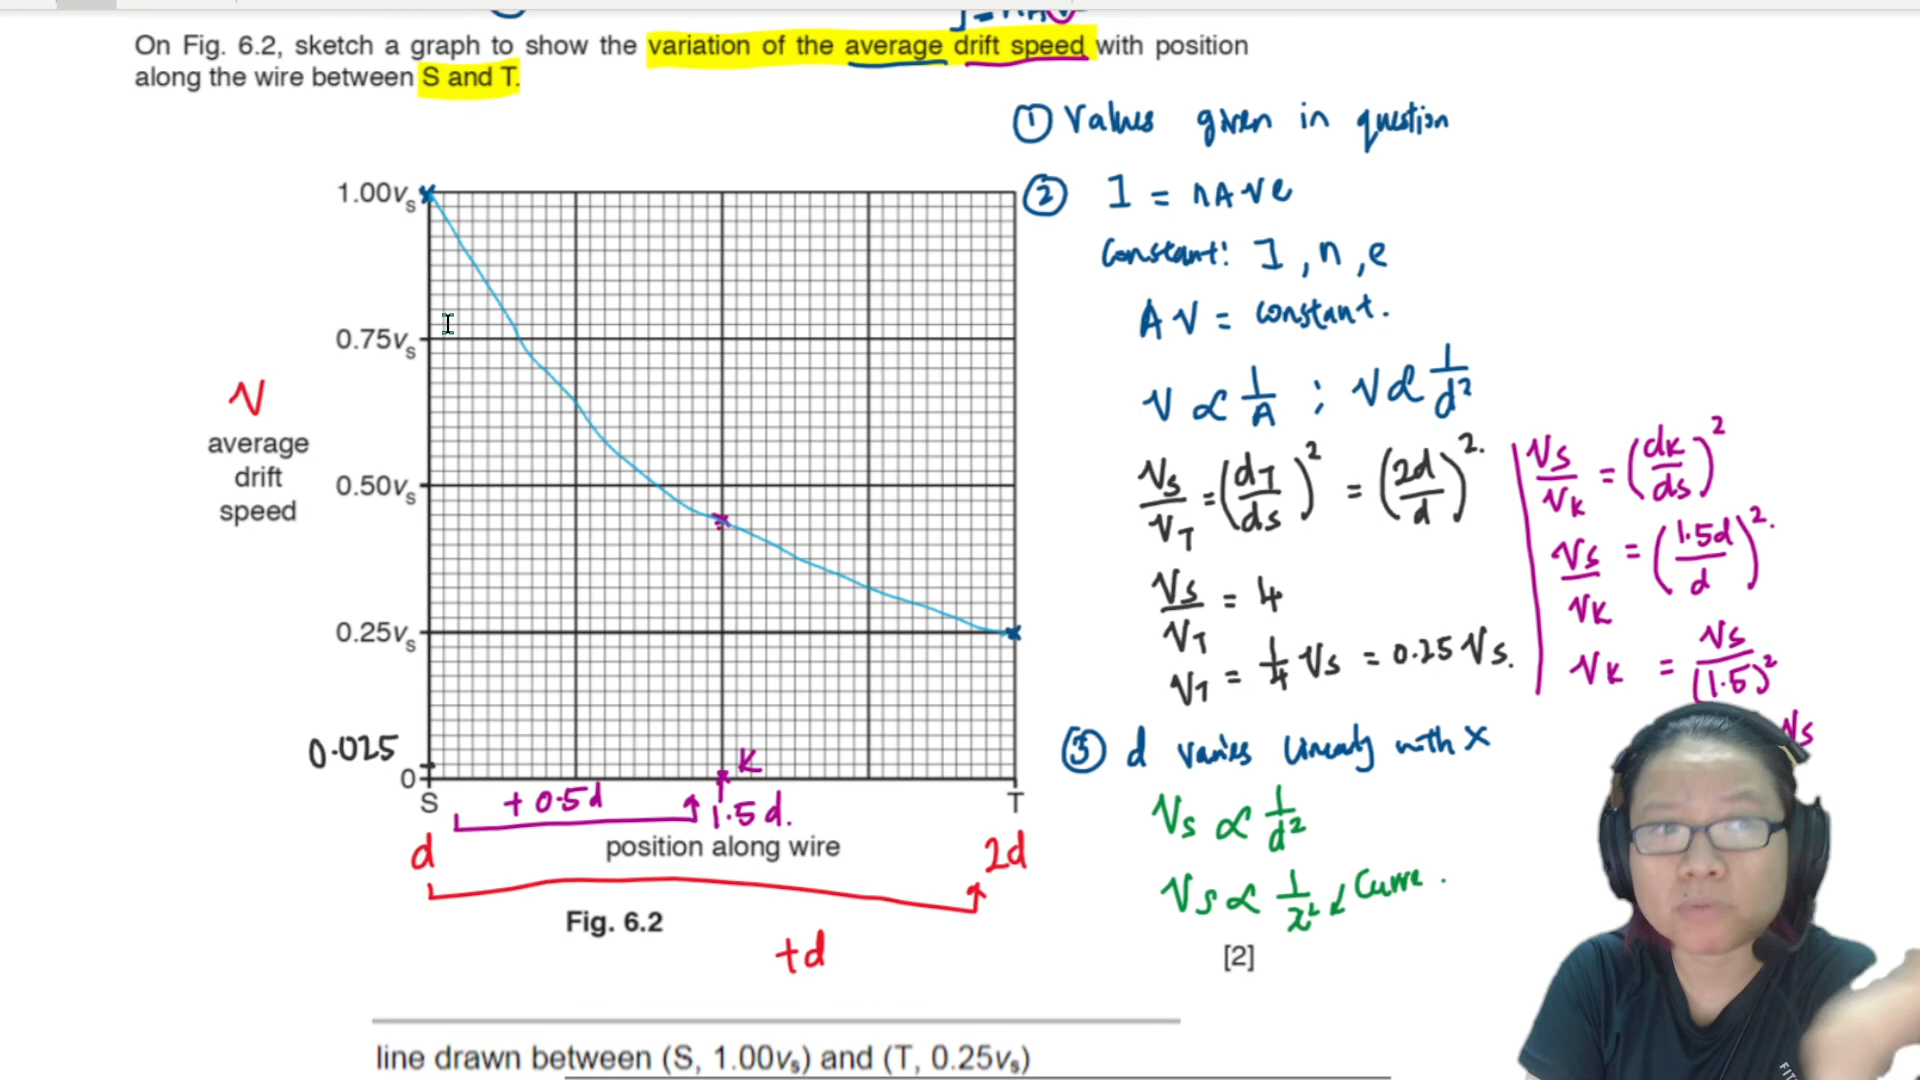 On Fig. 6.2, sketch a graph to show the variation of the average drift speed with position
along the wire between S and T.
① Values given in question
1.00vₛ
② I = nAve
Constant: I, n, e
AV = constant.
0.75vₛ
V ∝ 1/A ; V ∝ 1/d²
V
average
drift
speed
0.50vₛ
Vs/VT = (dT/ds)² = (2d/d)².
Vs/VK = (dK/ds)²
Vs/VK = (1.5d/d)².
Vs/VT = 4
0.25vₛ
VT = 1/4 Vs = 0.25 Vs.
VK = Vs/(1.5)²
Vs
0.025
0
③ d varies linearly with x
K
S
T
+ 0.5d
1.5d.
Vs ∝ 1/d²
position along wire
d
2d
Vs ∝ 1/x² Curve.
Fig. 6.2
+d
[2]
line drawn between (S, 1.00vₛ) and (T, 0.25vₛ)